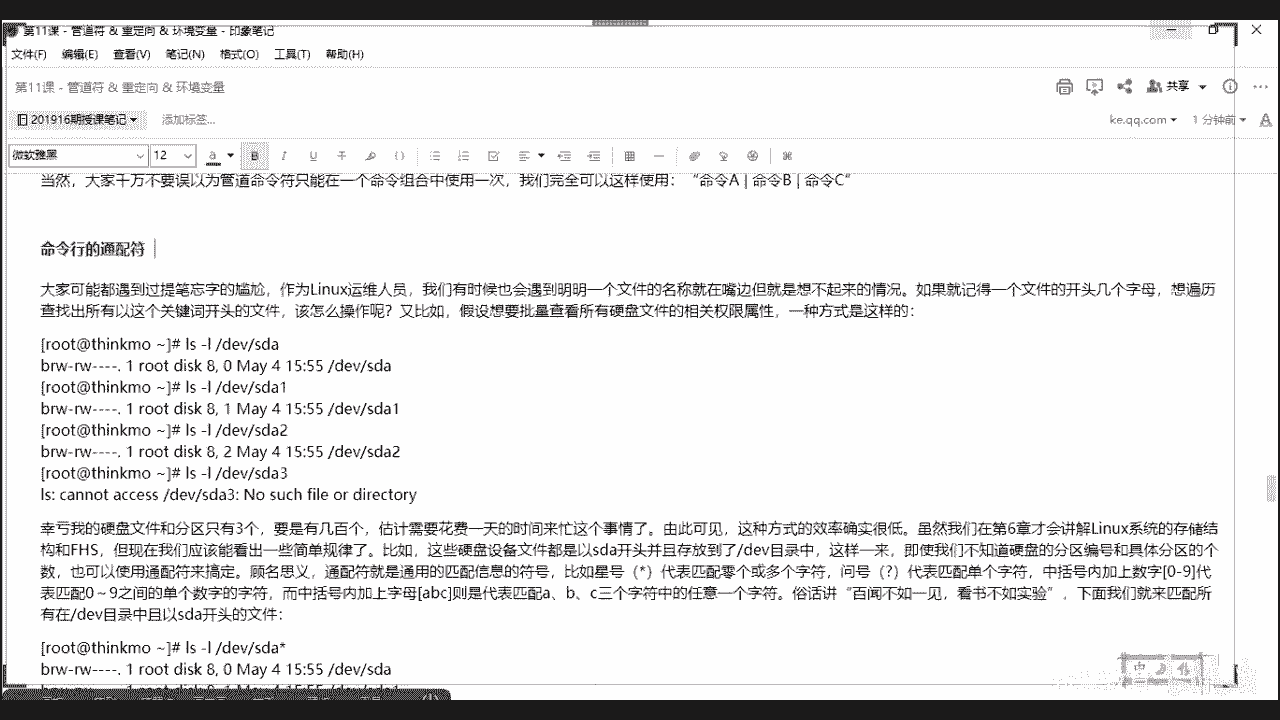 第11课 - 管道符 & 重定向 & 环境变量 - 印象笔记
文件(F) 编辑(E) 查看(V) 笔记(N) 格式(O) 工具(T) 帮助(H)
第11课 - 管道符 & 重定向 & 环境变量
共享
201916期授课笔记 添加标签...
ke.qq.com 1 分钟前
微软雅黑 12
当然，大家千万不要误以为管道命令符只能在一个命令组合中使用一次，我们完全可以这样使用：“命令A | 命令B | 命令C”
命令行的通配符
大家可能都遇到过提笔忘字的尴尬，作为Linux运维人员，我们有时候也会遇到明明一个文件的名称就在嘴边但就是想不起来的情况。如果就记得一个文件的开头几个字母，想遍历
查找出所有以这个关键词开头的文件，该怎么操作呢？又比如，假设想要批量查看所有硬盘文件的相关权限属性，一种方式是这样的：
[root@thinkmo ~]# ls -l /dev/sda
brw-rw----. 1 root disk 8, 0 May 4 15:55 /dev/sda
[root@thinkmo ~]# ls -l /dev/sda1
brw-rw----. 1 root disk 8, 1 May 4 15:55 /dev/sda1
[root@thinkmo ~]# ls -l /dev/sda2
brw-rw----. 1 root disk 8, 2 May 4 15:55 /dev/sda2
[root@thinkmo ~]# ls -l /dev/sda3
ls: cannot access /dev/sda3: No such file or directory
幸亏我的硬盘文件和分区只有3个，要是有几百个，估计需要花费一天的时间来忙这个事情了。由此可见，这种方式的效率确实很低。虽然我们在第6章才会讲解Linux系统的存储结
构和FHS，但现在我们应该能看出一些简单规律了。比如，这些硬盘设备文件都是以sda开头并且存放到了/dev目录中，这样一来，即使我们不知道硬盘的分区编号和具体分区的个
数，也可以使用通配符来搞定。顾名思义，通配符就是通用的匹配信息的符号，比如星号（*）代表匹配零个或多个字符，问号（?）代表匹配单个字符，中括号内加上数字[0-9]代
表匹配0～9之间的单个数字的字符，而中括号内加上字母[abc]则是代表匹配a、b、c三个字符中的任意一个字符。俗话讲“百闻不如一见，看书不如实验”，下面我们就来匹配所
有在/dev目录中且以sda开头的文件：
[root@thinkmo ~]# ls -l /dev/sda*
brw-rw----. 1 root disk 8, 0 May 4 15:55 /dev/sda